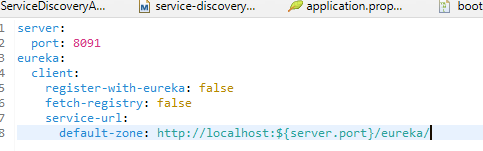 ServiceDiscoveryA... service-discovery application.prop... boot
1 server:
2 port: 8091
3 eureka:
4 client:
5 register-with-eureka: false
6 fetch-registry: false
7 service-url:
8 default-zone: http://localhost:${server.port}/eureka/